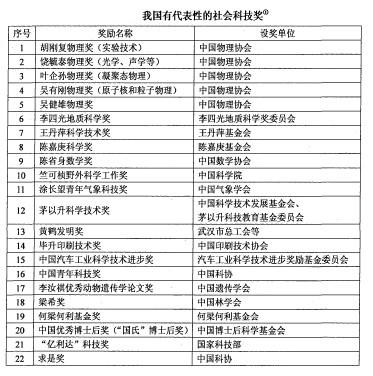 我国有代表性的社会科技奖①
序号 奖励名称 设奖单位
1 胡刚复物理奖（实验技术） 中国物理协会
2 饶毓泰物理奖（光学、声学等） 中国物理协会
3 叶企孙物理奖（凝聚态物理） 中国物理协会
4 吴有刚物理奖（原子核和粒子物理） 中国物理协会
5 吴健雄物理奖 中国物理协会
6 李四光地质科学奖 李四光地质科学奖委员会
7 王丹萍科学技术奖 王丹萍基金会
8 陈嘉庚科学奖 陈嘉庚基金会
9 陈省身数学奖 中国数学协会
10 竺可桢野外科学工作奖 中国科学院
11 涂长望青年气象科技奖 中国气象学会
12 茅以升科学技术奖 中国科学技术发展基金会、
茅以升科技教育基金委员会
13 黄鹤发明奖 武汉市总工会等
14 毕升印刷技术奖 中国印刷技术协会
15 中国汽车工业科学技术进步奖 汽车工业科学技术进步奖励基金委员会
16 中国青年科技奖 中国科协
17 李汝祺优秀动物遗传学论文奖 中国遗传学会
18 梁希奖 中国林学会
19 何梁何利基金奖 何梁何利基金会
20 中国优秀博士后奖（“国氏”博士后奖） 中国博士后科学基金会
21 “亿利达”科技奖 国家科技部
22 求是奖 中国科协